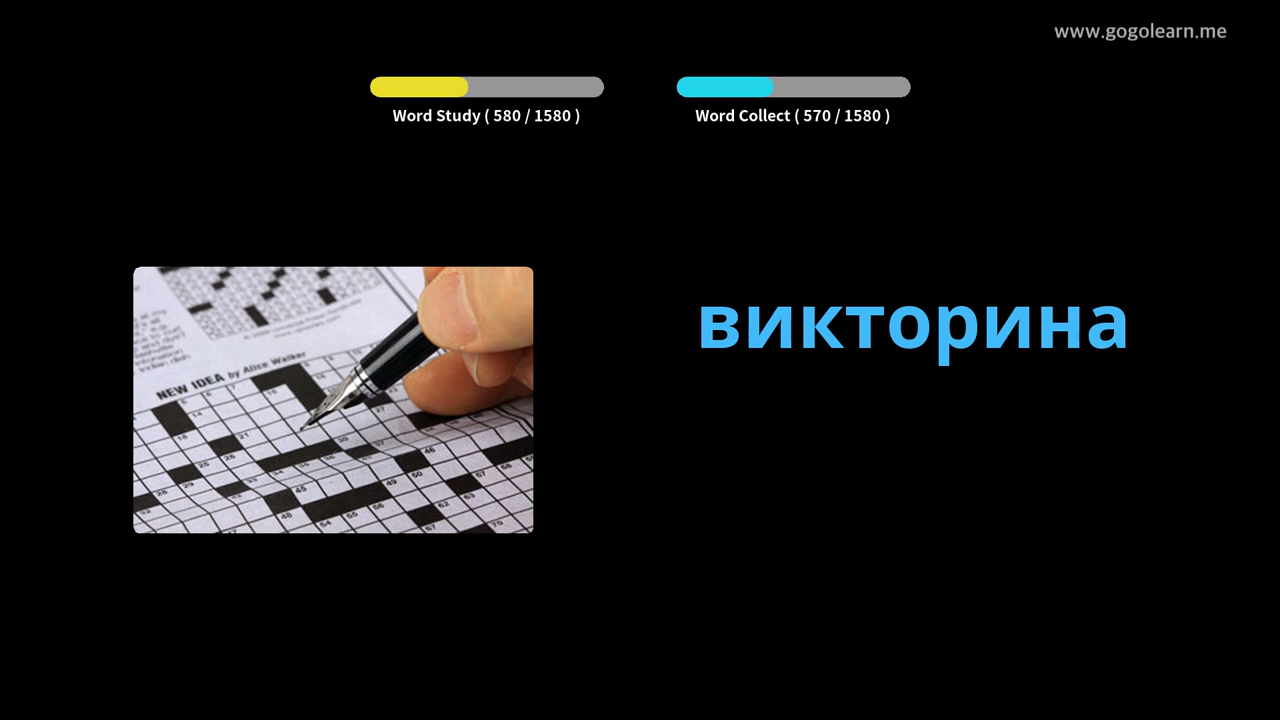 www.gogolearn.me
Word Study ( 580 / 1580 )
Word Collect ( 570 / 1580 )
викторина
NEW IDEA by Alice Walker